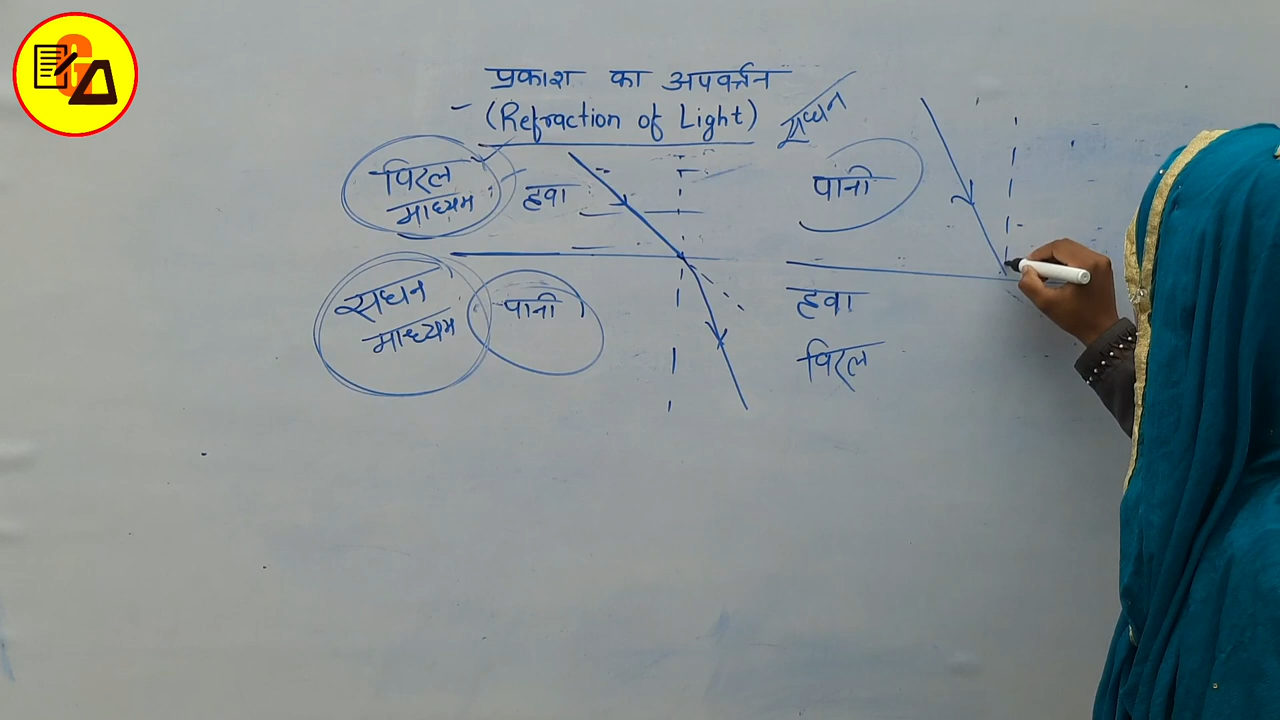 प्रकाश का अपवर्त्तन
(Refraction of Light)
विरल
माध्यम
हवा
सघन
माध्यम
पानी
सघन
पानी
हवा
विरल